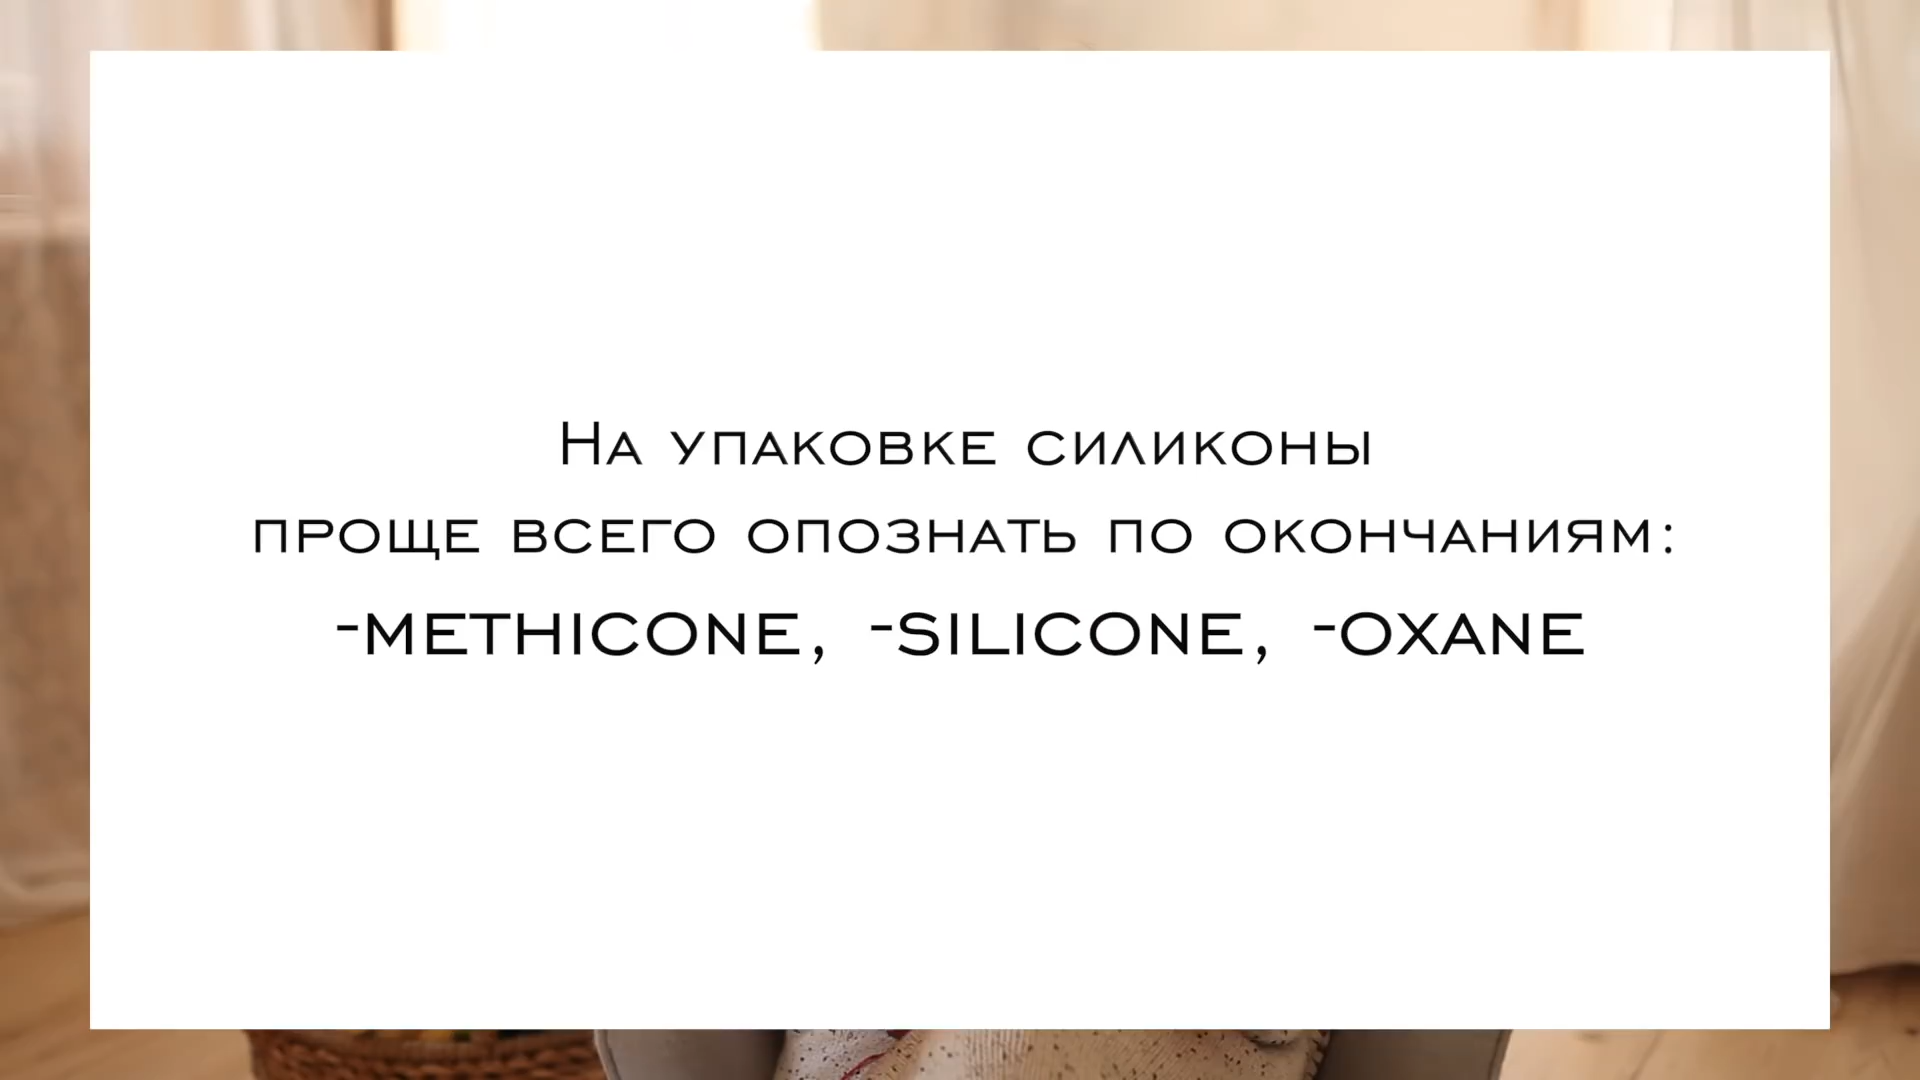 На упаковке силиконы
проще всего опознать по окончаниям:
-METHICONE, -SILICONE, -OXANE